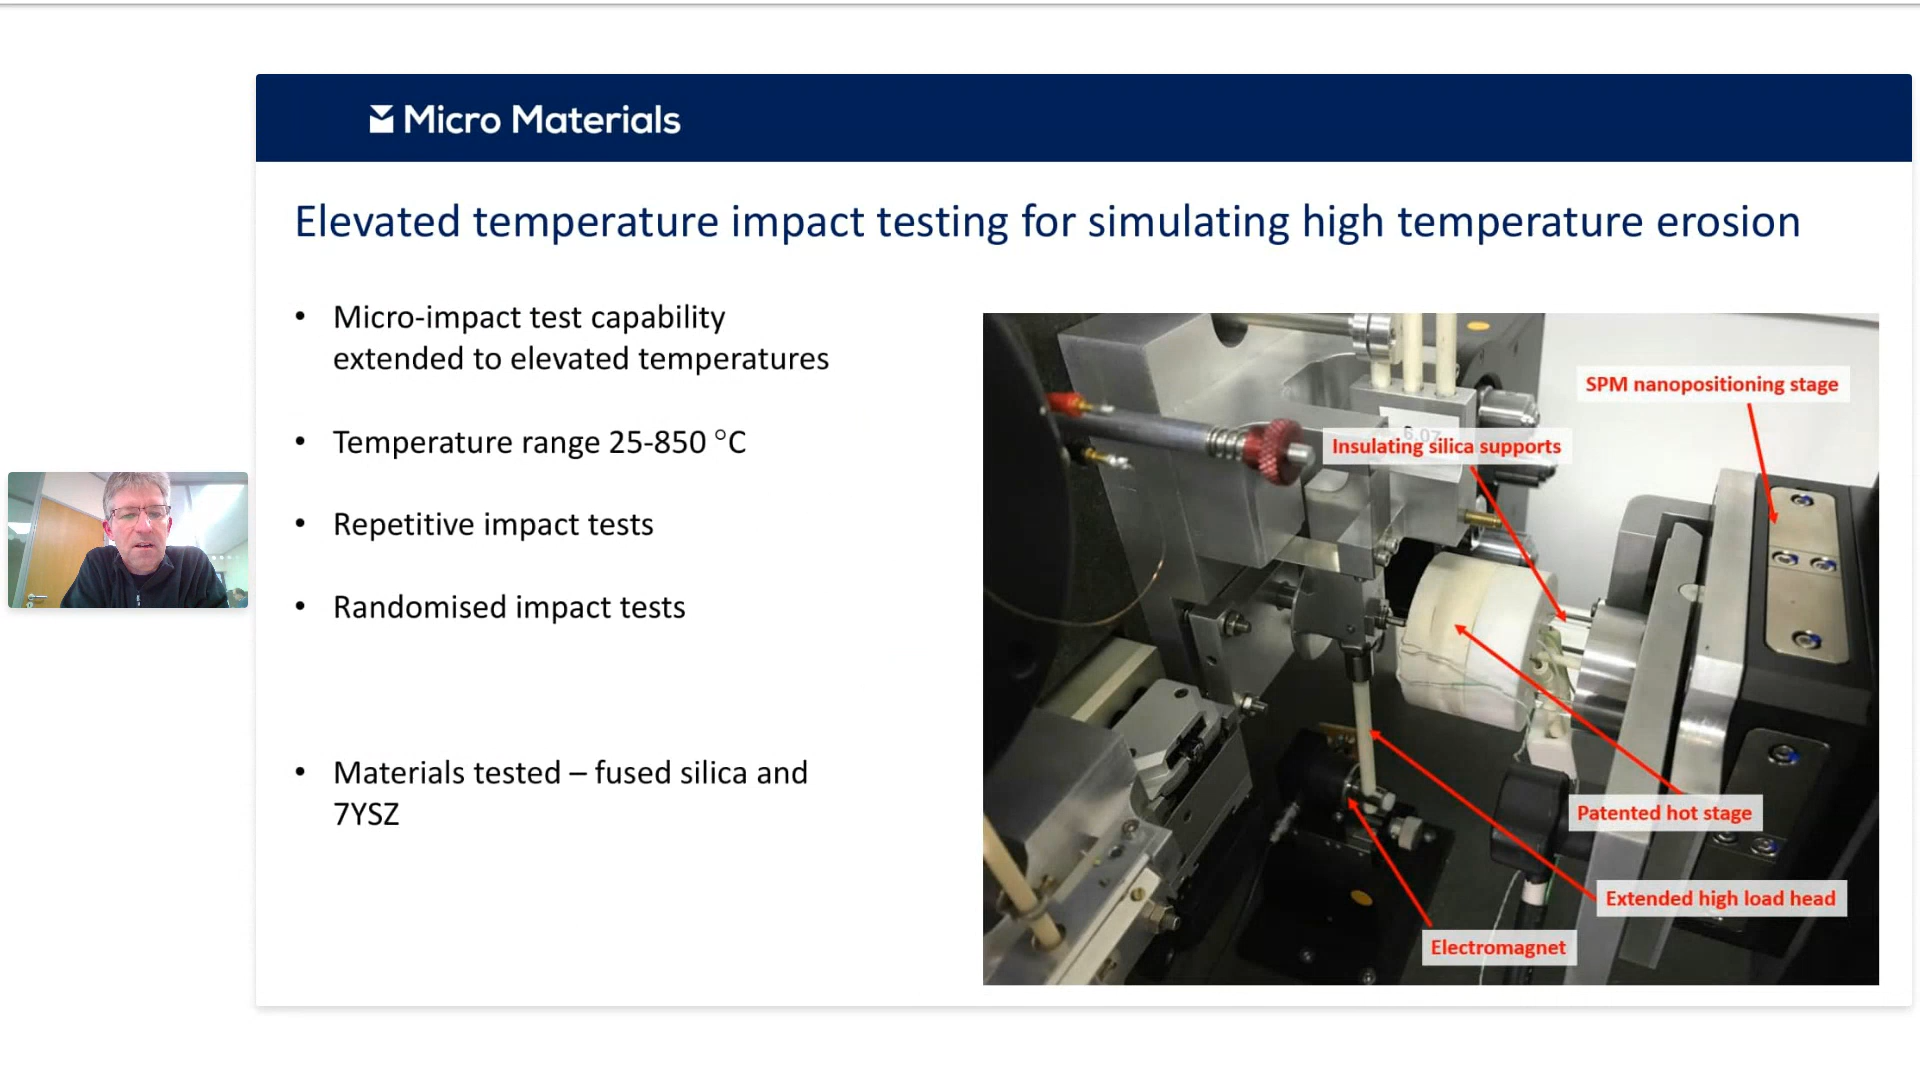 Micro Materials
Elevated temperature impact testing for simulating high temperature erosion
• Micro-impact test capability
extended to elevated temperatures
• Temperature range 25-850 °C
• Repetitive impact tests
• Randomised impact tests
• Materials tested – fused silica and
7YSZ
SPM nanopositioning stage
Insulating silica supports
Patented hot stage
Extended high load head
Electromagnet